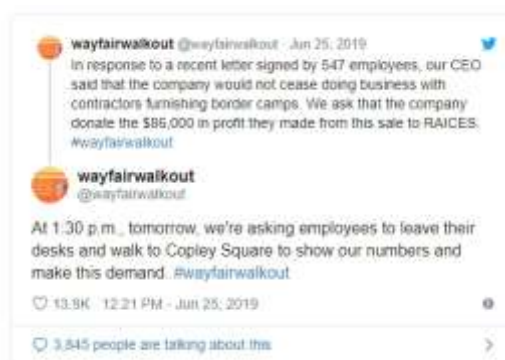 wayfairwalkout @wayfairwalkout · Jun 25, 2019
In response to a recent letter signed by 547 employees, our CEO
said that the company would not cease doing business with
contractors furnishing border camps. We ask that the company
donate the $86,000 in profit they made from this sale to RAICES.
#wayfairwalkout
wayfairwalkout
@wayfairwalkout
At 1:30 p.m., tomorrow, we're asking employees to leave their
desks and walk to Copley Square to show our numbers and
make this demand. #wayfairwalkout
13.9K 12:21 PM - Jun 25, 2019
3,845 people are talking about this